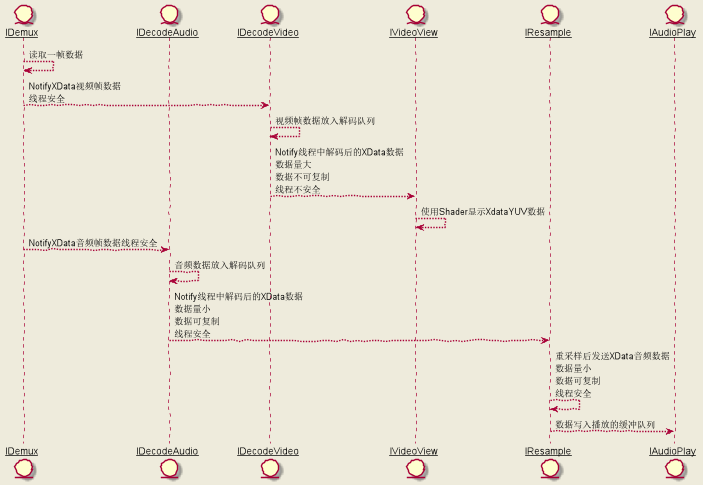 IDemux IDecodeAudio IDecodeVideo IVideoView IResample IAudioPlay
读取一帧数据
NotifyXData视频帧数据
线程安全
视频帧数据放入解码队列
Notify线程中解码后的XData数据
数据量大
数据不可复制
线程不安全
使用Shader显示XdataYUV数据
NotifyXData音频帧数据线程安全
音频数据放入解码队列
Notify线程中解码后的XData数据
数据量小
数据可复制
线程安全
重采样后发送XData音频数据
数据量小
数据可复制
线程安全
数据写入播放的缓冲队列
IDemux IDecodeAudio IDecodeVideo IVideoView IResample IAudioPlay